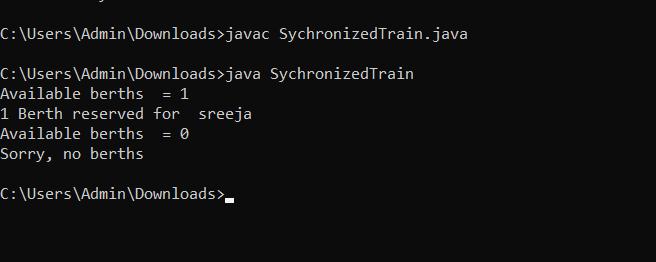 C:\Users\Admin\Downloads>javac SychronizedTrain.java
C:\Users\Admin\Downloads>java SychronizedTrain
Available berths  = 1
1 Berth reserved for  sreeja
Available berths  = 0
Sorry, no berths
C:\Users\Admin\Downloads>